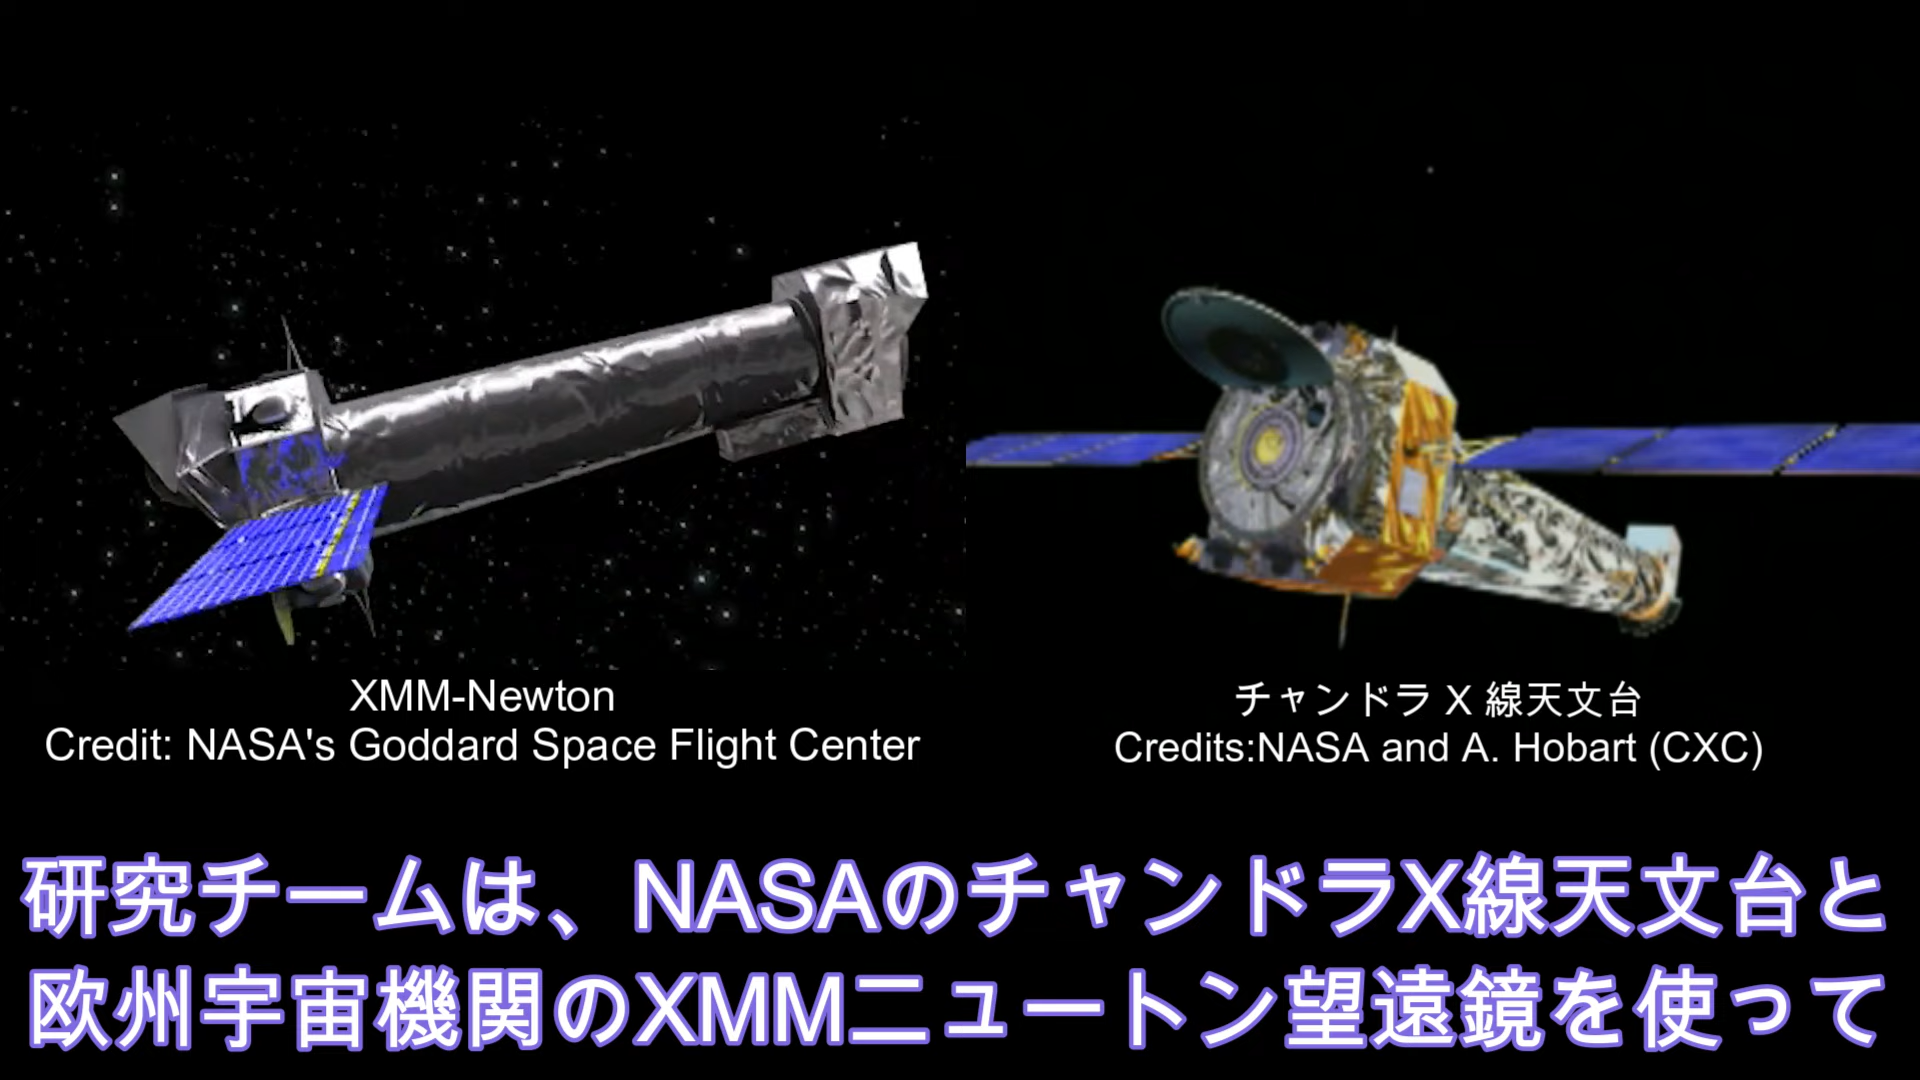 XMM-Newton
Credit: NASA's Goddard Space Flight Center
チャンドラ X 線天文台
Credits:NASA and A. Hobart (CXC)
研究チームは、NASAのチャンドラX線天文台と
欧州宇宙機関のXMMニュートン望遠鏡を使って